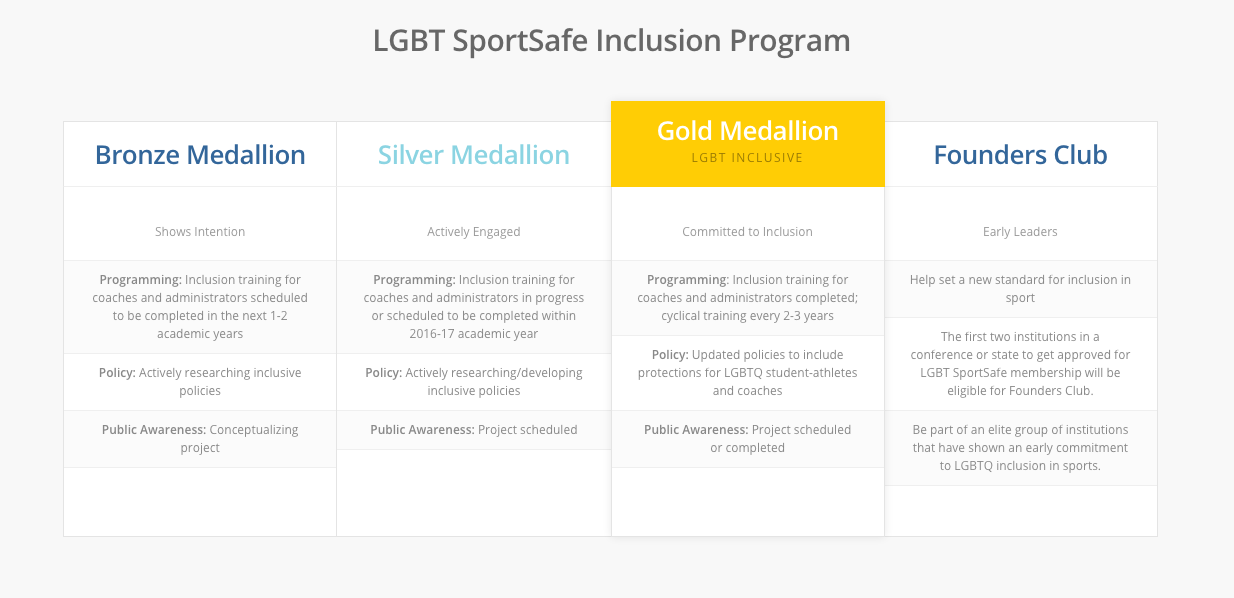 LGBT SportSafe Inclusion Program
Bronze Medallion
Shows Intention
Programming: Inclusion training for
coaches and administrators scheduled
to be completed in the next 1-2
academic years
Policy: Actively researching inclusive
policies
Public Awareness: Conceptualizing
project
Silver Medallion
Actively Engaged
Programming: Inclusion training for
coaches and administrators in progress
or scheduled to be completed within
2016-17 academic year
Policy: Actively researching/developing
inclusive policies
Public Awareness: Project scheduled
Gold Medallion
LGBT INCLUSIVE
Committed to Inclusion
Programming: Inclusion training for
coaches and administrators completed;
cyclical training every 2-3 years
Policy: Updated policies to include
protections for LGBTQ student-athletes
and coaches
Public Awareness: Project scheduled
or completed
Founders Club
Early Leaders
Help set a new standard for inclusion in
sport
The first two institutions in a
conference or state to get approved for
LGBT SportSafe membership will be
eligible for Founders Club.
Be part of an elite group of institutions
that have shown an early commitment
to LGBTQ inclusion in sports.